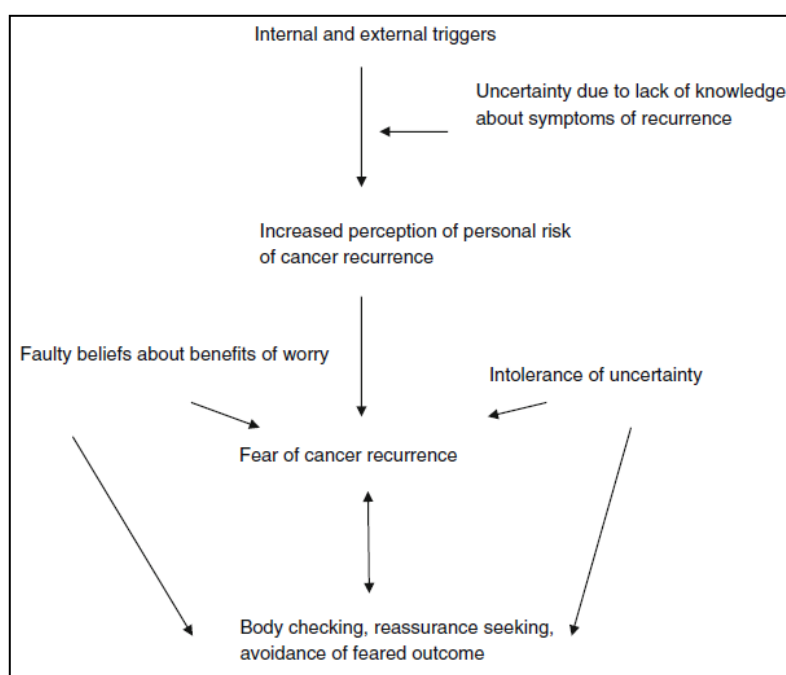 Internal and external triggers
Uncertainty due to lack of knowledge
about symptoms of recurrence
Increased perception of personal risk
of cancer recurrence
Faulty beliefs about benefits of worry
Intolerance of uncertainty
Fear of cancer recurrence
Body checking, reassurance seeking,
avoidance of feared outcome